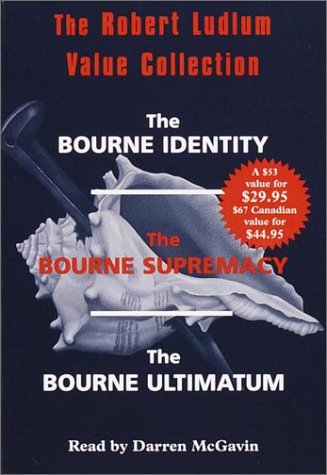 The Robert Ludlum
Value Collection
The
BOURNE IDENTITY
A $53
value for
$29.95
$67 Canadian
value for
$44.95
The
BOURNE SUPREMACY
The
BOURNE ULTIMATUM
Read by Darren McGavin